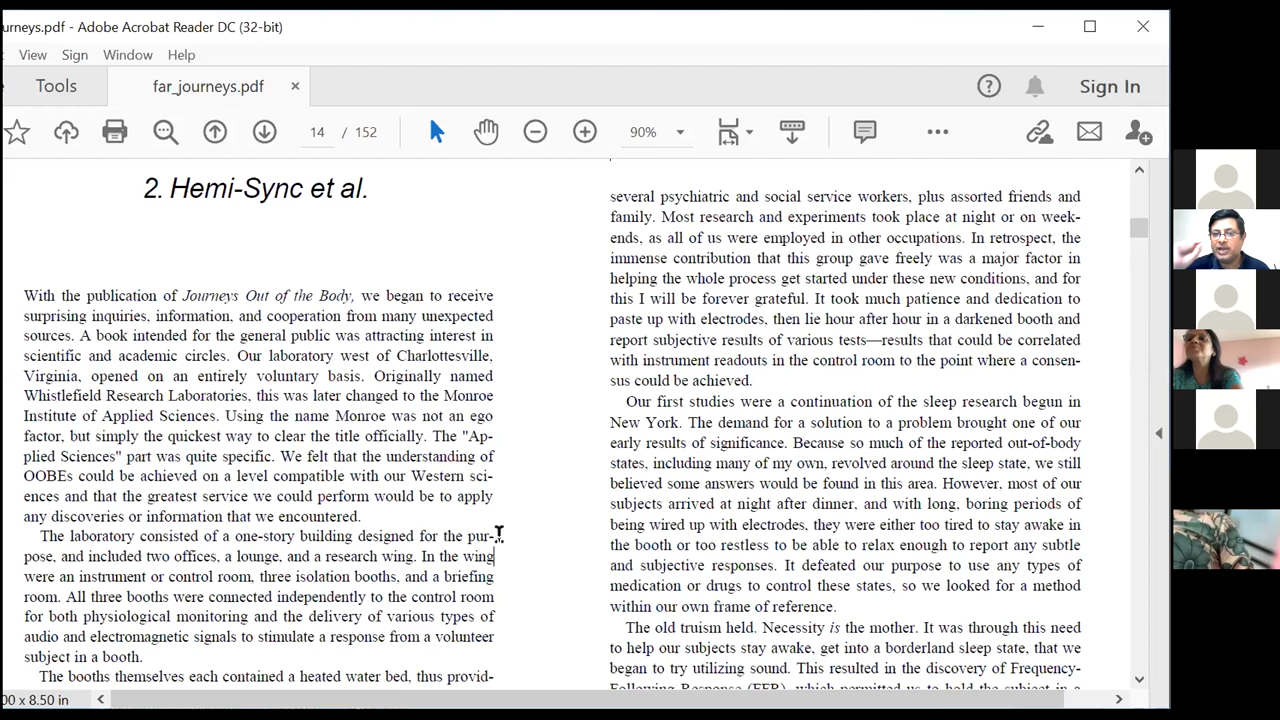 urneys.pdf - Adobe Acrobat Reader DC (32-bit)
View Sign Window Help
Tools far_journeys.pdf × Sign In
14 / 152 90%
2. Hemi-Sync et al.
With the publication of Journeys Out of the Body, we began to receive
surprising inquiries, information, and cooperation from many unexpected
sources. A book intended for the general public was attracting interest in
scientific and academic circles. Our laboratory west of Charlottesville,
Virginia, opened on an entirely voluntary basis. Originally named
Whistlefield Research Laboratories, this was later changed to the Monroe
Institute of Applied Sciences. Using the name Monroe was not an ego
factor, but simply the quickest way to clear the title officially. The "Ap-
plied Sciences" part was quite specific. We felt that the understanding of
OOBEs could be achieved on a level compatible with our Western sci-
ences and that the greatest service we could perform would be to apply
any discoveries or information that we encountered.
The laboratory consisted of a one-story building designed for the pur-
pose, and included two offices, a lounge, and a research wing. In the wing
were an instrument or control room, three isolation booths, and a briefing
room. All three booths were connected independently to the control room
for both physiological monitoring and the delivery of various types of
audio and electromagnetic signals to stimulate a response from a volunteer
subject in a booth.
The booths themselves each contained a heated water bed, thus provid-
several psychiatric and social service workers, plus assorted friends and
family. Most research and experiments took place at night or on week-
ends, as all of us were employed in other occupations. In retrospect, the
immense contribution that this group gave freely was a major factor in
helping the whole process get started under these new conditions, and for
this I will be forever grateful. It took much patience and dedication to
paste up with electrodes, then lie hour after hour in a darkened booth and
report subjective results of various tests—results that could be correlated
with instrument readouts in the control room to the point where a consen-
sus could be achieved.
Our first studies were a continuation of the sleep research begun in
New York. The demand for a solution to a problem brought one of our
early results of significance. Because so much of the reported out-of-body
states, including many of my own, revolved around the sleep state, we still
believed some answers would be found in this area. However, most of our
subjects arrived at night after dinner, and with long, boring periods of
being wired up with electrodes, they were either too tired to stay awake in
the booth or too restless to be able to relax enough to report any subtle
and subjective responses. It defeated our purpose to use any types of
medication or drugs to control these states, so we looked for a method
within our own frame of reference.
The old truism held. Necessity is the mother. It was through this need
to help our subjects stay awake, get into a borderland sleep state, that we
began to try utilizing sound. This resulted in the discovery of Frequency-
Following Response (FFR), which permitted us to hold the subject in a
00 x 8.50 in